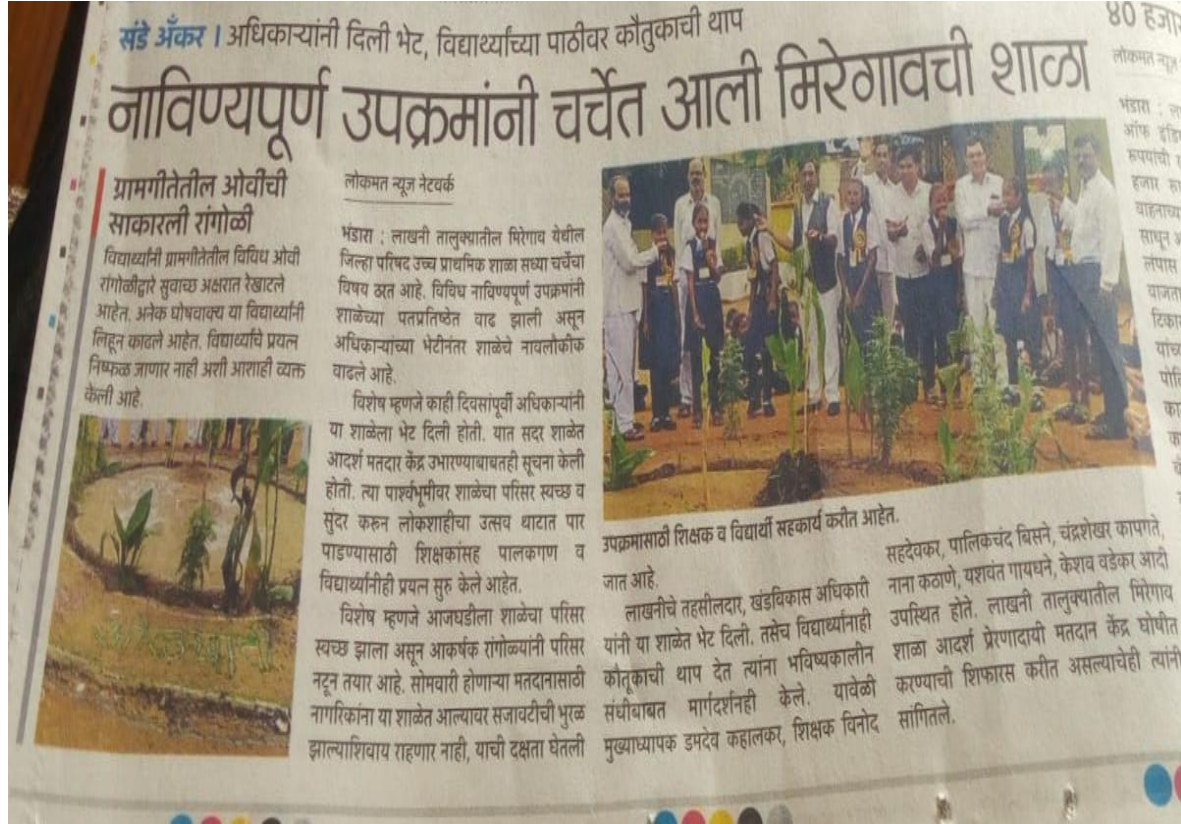 संडे अँकर । अधिकाऱ्यांनी दिली भेट, विद्यार्थ्यांच्या पाठीवर कौतुकाची थाप
नाविण्यपूर्ण उपक्रमांनी चर्चेत आली मिरेगावची शाळा
ग्रामगीतेतील ओवींची
साकारली रांगोळी
विद्यार्थ्यांनी ग्रामगीतेतील विविध ओवी
रांगोळीद्वारे सुवाच्छ अक्षरात रेखाटले
आहेत. अनेक घोषवाक्य या विद्यार्थ्यांनी
लिहून काढले आहेत. विद्यार्थ्यांचे प्रयत्न
निष्फळ जाणार नाही अशी आशाही व्यक्त
केली आहे.
लोकमत न्यूज नेटवर्क
भंडारा : लाखनी तालुक्यातील मिरेगाव येथील
जिल्हा परिषद उच्च प्राथमिक शाळा सध्या चर्चेचा
विषय ठरत आहे. विविध नाविण्यपूर्ण उपक्रमांनी
शाळेच्या पतप्रतिष्ठेत वाढ झाली असून
अधिकाऱ्यांच्या भेटीनंतर शाळेचे नावलौकीक
वाढले आहे.
विशेष म्हणजे काही दिवसांपूर्वी अधिकाऱ्यांनी
या शाळेला भेट दिली होती. यात सदर शाळेत
आदर्श मतदार केंद्र उभारण्याबाबतही सूचना केली
होती. त्या पार्श्वभूमीवर शाळेचा परिसर स्वच्छ व
सुंदर करून लोकशाहीचा उत्सव थाटात पार
पाडण्यासाठी शिक्षकांसह पालकगण व
विद्यार्थ्यांनीही प्रयत्न सुरु केले आहेत.
विशेष म्हणजे आजघडीला शाळेचा परिसर
स्वच्छ झाला असून आकर्षक रांगोळ्यांनी परिसर
नटून तयार आहे. सोमवारी होणाऱ्या मतदानासाठी
नागरिकांना या शाळेत आल्यावर सजावटीची भुरळ
झाल्याशिवाय राहणार नाही, याची दक्षता घेतली
उपक्रमासाठी शिक्षक व विद्यार्थी सहकार्य करीत आहेत.
जात आहे.
लाखनीचे तहसीलदार, खंडविकास अधिकारी
यांनी या शाळेत भेट दिली. तसेच विद्यार्थ्यांनाही
कौतूकाची थाप देत त्यांना भविष्यकालीन
संधीबाबत मार्गदर्शनही केले. यावेळी
मुख्याध्यापक डमदेव कहालकर, शिक्षक विनोद
सहदेवकर, पालिकचंद बिसने, चंद्रशेखर कापगते,
नाना कठाणे, यशवंत गायधने, केशव वडेकर आदी
उपस्थित होते. लाखनी तालुक्यातील मिरेगाव
शाळा आदर्श प्रेरणादायी मतदान केंद्र घोषीत
करण्याची शिफारस करीत असल्याचेही त्यांनी
सांगितले.
४० हजार
लोकमत न्यूज
भंडारा :
ऑफ
रुपयांची
हजार
वाहनाच्या
साधून